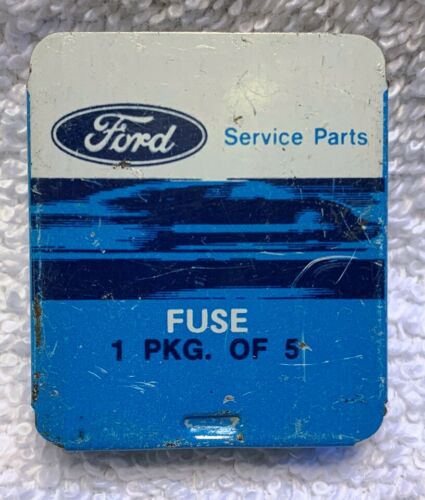 Ford Service Parts
FUSE
1 PKG. OF 5